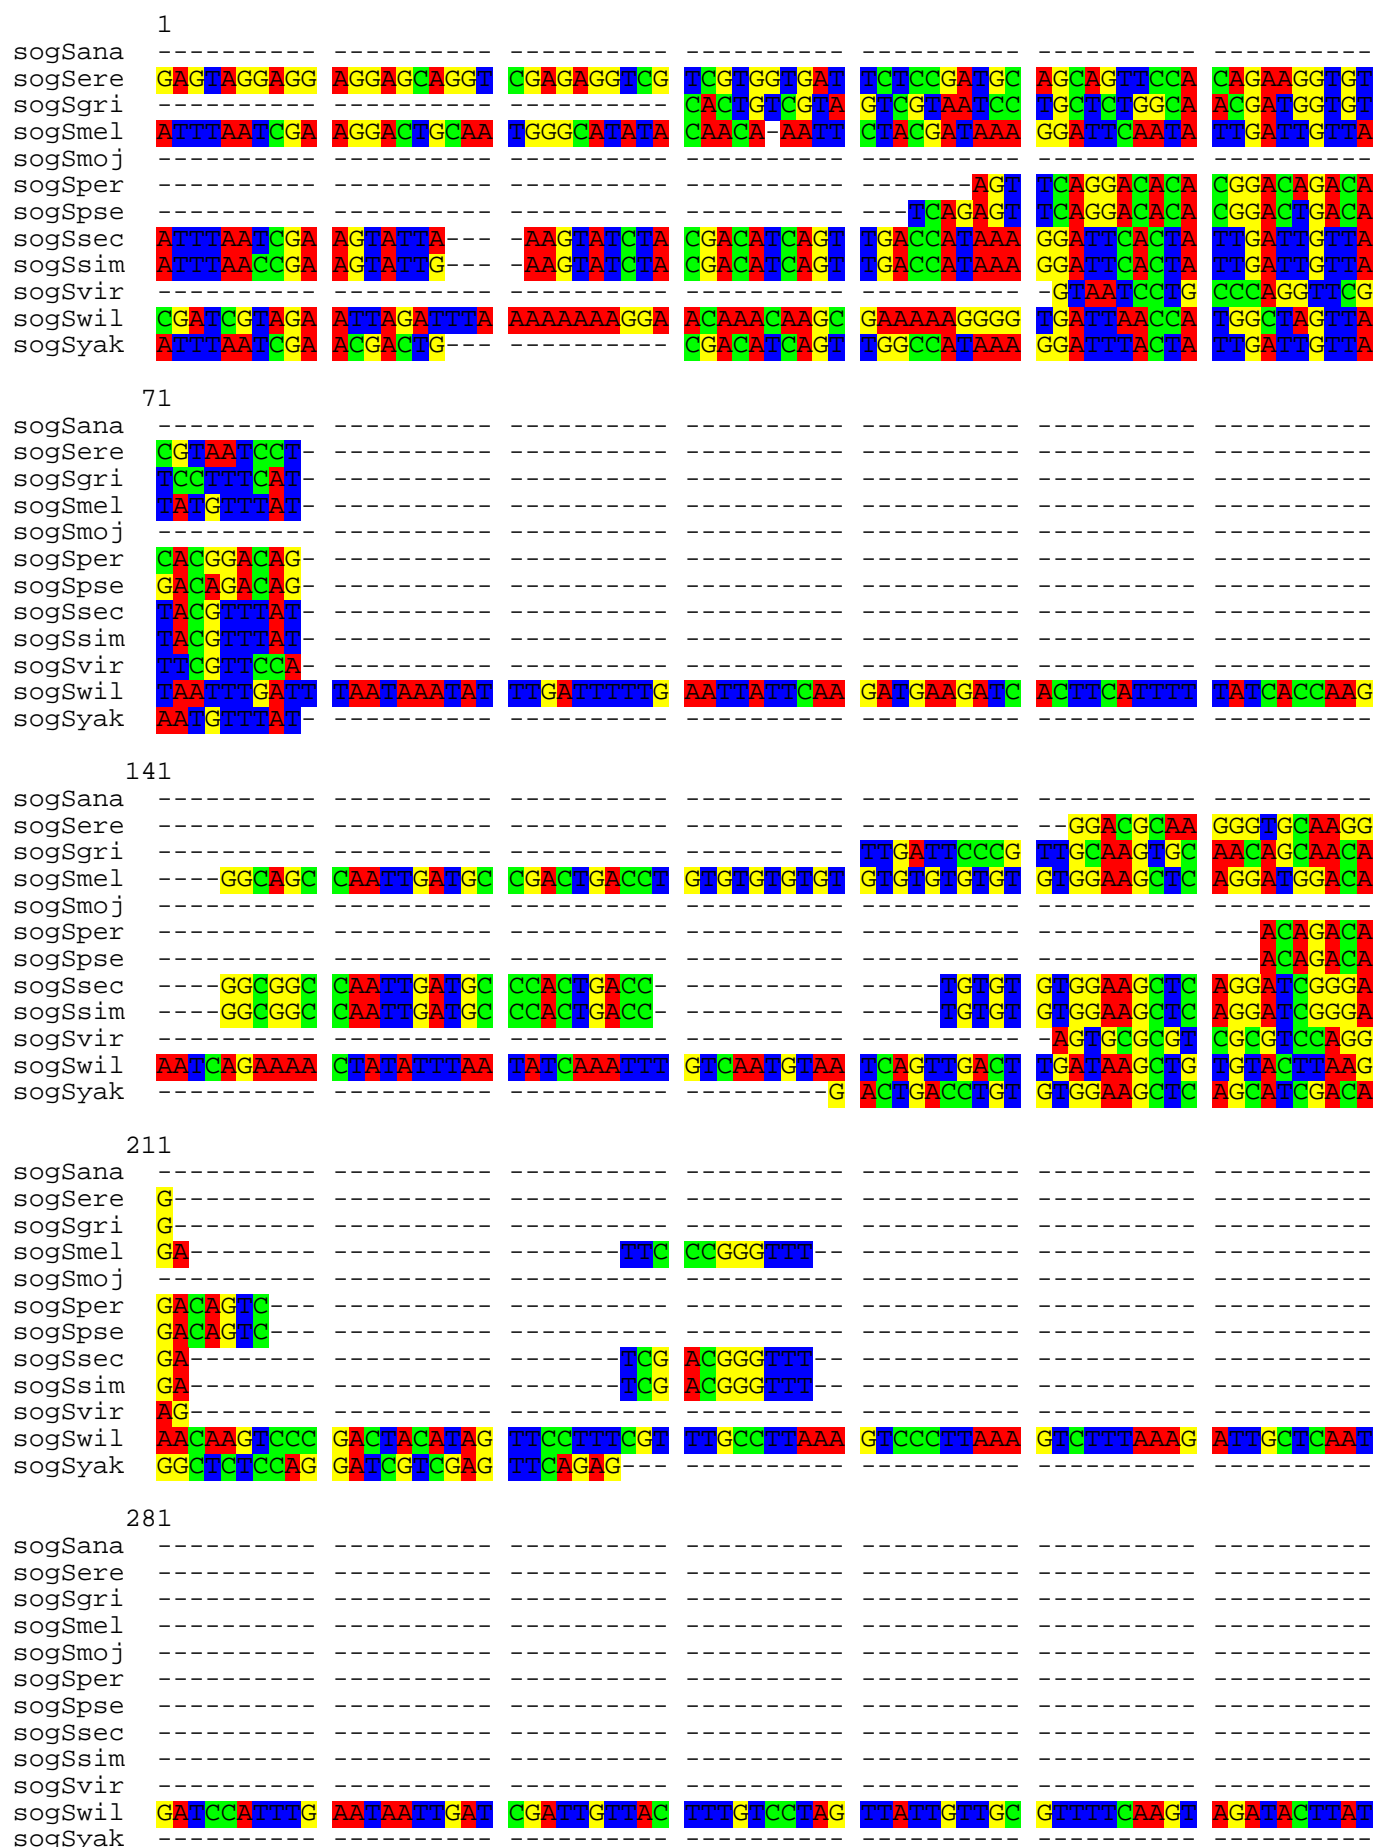 1
sogSana ---------- ---------- ---------- ---------- ---------- ---------- ----------
sogSere GAGTAGGAGG AGGAGCAGGT CGAGAGGTCG TCGTGGTGAT TCTCCGATGC AGCAGTTCCA CAGAAGGTGT
sogSgri ---------- ---------- ---------- CACTGTCGTA GTCGTAATCC TGCTCTGGCA ACGATGGTGT
sogSmel ATTTAATCGA AGGACTGCAA TGGGCATATA CAACA-AATT CTACGATAAA GGATTCAATA TTGATTGTTA
sogSmoj ---------- ---------- ---------- ---------- ---------- ---------- ----------
sogSper ---------- ---------- ---------- ---------- -------AGT TCAGGACACA CGGACAGACA
sogSpse ---------- ---------- ---------- ---------- ---TCAGAGT TCAGGACACA CGGACTGACA
sogSsec ATTTAATCGA AGTATTA--- -AAGTATCTA CGACATCAGT TGACCATAAA GGATTCACTA TTGATTGTTA
sogSsim ATTTAACCGA AGTATTG--- -AAGTATCTA CGACATCAGT TGACCATAAA GGATTCACTA TTGATTGTTA
sogSvir ---------- ---------- ---------- ---------- ---------- -GTAATCCTG CCCAGGTTCG
sogSwil CGATCGTAGA ATTAGATTTA AAAAAAAGGA ACAAACAAGC GAAAAAGGGG TGATTAACCA TGGCTAGTTA
sogSyak ATTTAATCGA ACGACTG--- ---------- CGACATCAGT TGGCCATAAA GGATTTACTA TTGATTGTTA
71
sogSana ---------- ---------- ---------- ---------- ---------- ---------- ----------
sogSere CGTAATCCT- ---------- ---------- ---------- ---------- ---------- ----------
sogSgri TCCTTTCAT- ---------- ---------- ---------- ---------- ---------- ----------
sogSmel TATGTTTAT- ---------- ---------- ---------- ---------- ---------- ----------
sogSmoj ---------- ---------- ---------- ---------- ---------- ---------- ----------
sogSper CACGGACAG- ---------- ---------- ---------- ---------- ---------- ----------
sogSpse GACAGACAG- ---------- ---------- ---------- ---------- ---------- ----------
sogSsec TACGTTTAT- ---------- ---------- ---------- ---------- ---------- ----------
sogSsim TACGTTTAT- ---------- ---------- ---------- ---------- ---------- ----------
sogSvir TTCGTTCCA- ---------- ---------- ---------- ---------- ---------- ----------
sogSwil TAATTTGATT TAATAAATAT TTGATTTTTG AATTATTCAA GATGAAGATC ACTTCATTTT TATCACCAAG
sogSyak AATGTTTAT- ---------- ---------- ---------- ---------- ---------- ----------
141
sogSana ---------- ---------- ---------- ---------- ---------- ---------- ----------
sogSere ---------- ---------- ---------- ---------- ---------- --GGACGCAA GGGTGCAAGG
sogSgri ---------- ---------- ---------- ---------- TTGATTCCCG TTGCAAGTGC AACAGCAACA
sogSmel ----GGCAGC CAATTGATGC CGACTGACCT GTGTGTGTGT GTGTGTGTGT GTGGAAGCTC AGGATGGACA
sogSmoj ---------- ---------- ---------- ---------- ---------- ---------- ----------
sogSper ---------- ---------- ---------- ---------- ---------- ---------- ---ACAGACA
sogSpse ---------- ---------- ---------- ---------- ---------- ---------- ---ACAGACA
sogSsec ----GGCGGC CAATTGATGC CCACTGACC- ---------- -----TGTGT GTGGAAGCTC AGGATCGGGA
sogSsim ----GGCGGC CAATTGATGC CCACTGACC- ---------- -----TGTGT GTGGAAGCTC AGGATCGGGA
sogSvir ---------- ---------- ---------- ---------- ---------- -AGTGCGCGT CGCGTCCAGG
sogSwil AATCAGAAAA CTATATTTAA TATCAAATTT GTCAATGTAA TCAGTTGACT TGATAAGCTG TGTACTTAAG
sogSyak ---------- ---------- ---------- ---------G ACTGACCTGT GTGGAAGCTC AGCATCGACA
211
sogSana ---------- ---------- ---------- ---------- ---------- ---------- ----------
sogSere G--------- ---------- ---------- ---------- ---------- ---------- ----------
sogSgri G--------- ---------- ---------- ---------- ---------- ---------- ----------
sogSmel GA-------- ---------- -------TTC CCGGGTTT-- ---------- ---------- ----------
sogSmoj ---------- ---------- ---------- ---------- ---------- ---------- ----------
sogSper GACAGTC--- ---------- ---------- ---------- ---------- ---------- ----------
sogSpse GACAGTC--- ---------- ---------- ---------- ---------- ---------- ----------
sogSsec GA-------- ---------- -------TCG ACGGGTTT-- ---------- ---------- ----------
sogSsim GA-------- ---------- -------TCG ACGGGTTT-- ---------- ---------- ----------
sogSvir AG-------- ---------- ---------- ---------- ---------- ---------- ----------
sogSwil AACAAGTCCC GACTACATAG TTCCTTTCGT TTGCCTTAAA GTCCCTTAAA GTCTTTAAAG ATTGCTCAAT
sogSyak GGCTCTCCAG GATCGTCGAG TTCAGAG--- ---------- ---------- ---------- ----------
281
sogSana ---------- ---------- ---------- ---------- ---------- ---------- ----------
sogSere ---------- ---------- ---------- ---------- ---------- ---------- ----------
sogSgri ---------- ---------- ---------- ---------- ---------- ---------- ----------
sogSmel ---------- ---------- ---------- ---------- ---------- ---------- ----------
sogSmoj ---------- ---------- ---------- ---------- ---------- ---------- ----------
sogSper ---------- ---------- ---------- ---------- ---------- ---------- ----------
sogSpse ---------- ---------- ---------- ---------- ---------- ---------- ----------
sogSsec ---------- ---------- ---------- ---------- ---------- ---------- ----------
sogSsim ---------- ---------- ---------- ---------- ---------- ---------- ----------
sogSvir ---------- ---------- ---------- ---------- ---------- ---------- ----------
sogSwil GATCCATTTG AATAATTGAT CGATTGTTAC TTTGTCCTAG TTATTGTTGC GTTTTCAAGT AGATACTTAT
sogSyak ---------- ---------- ---------- ---------- ---------- ---------- ----------